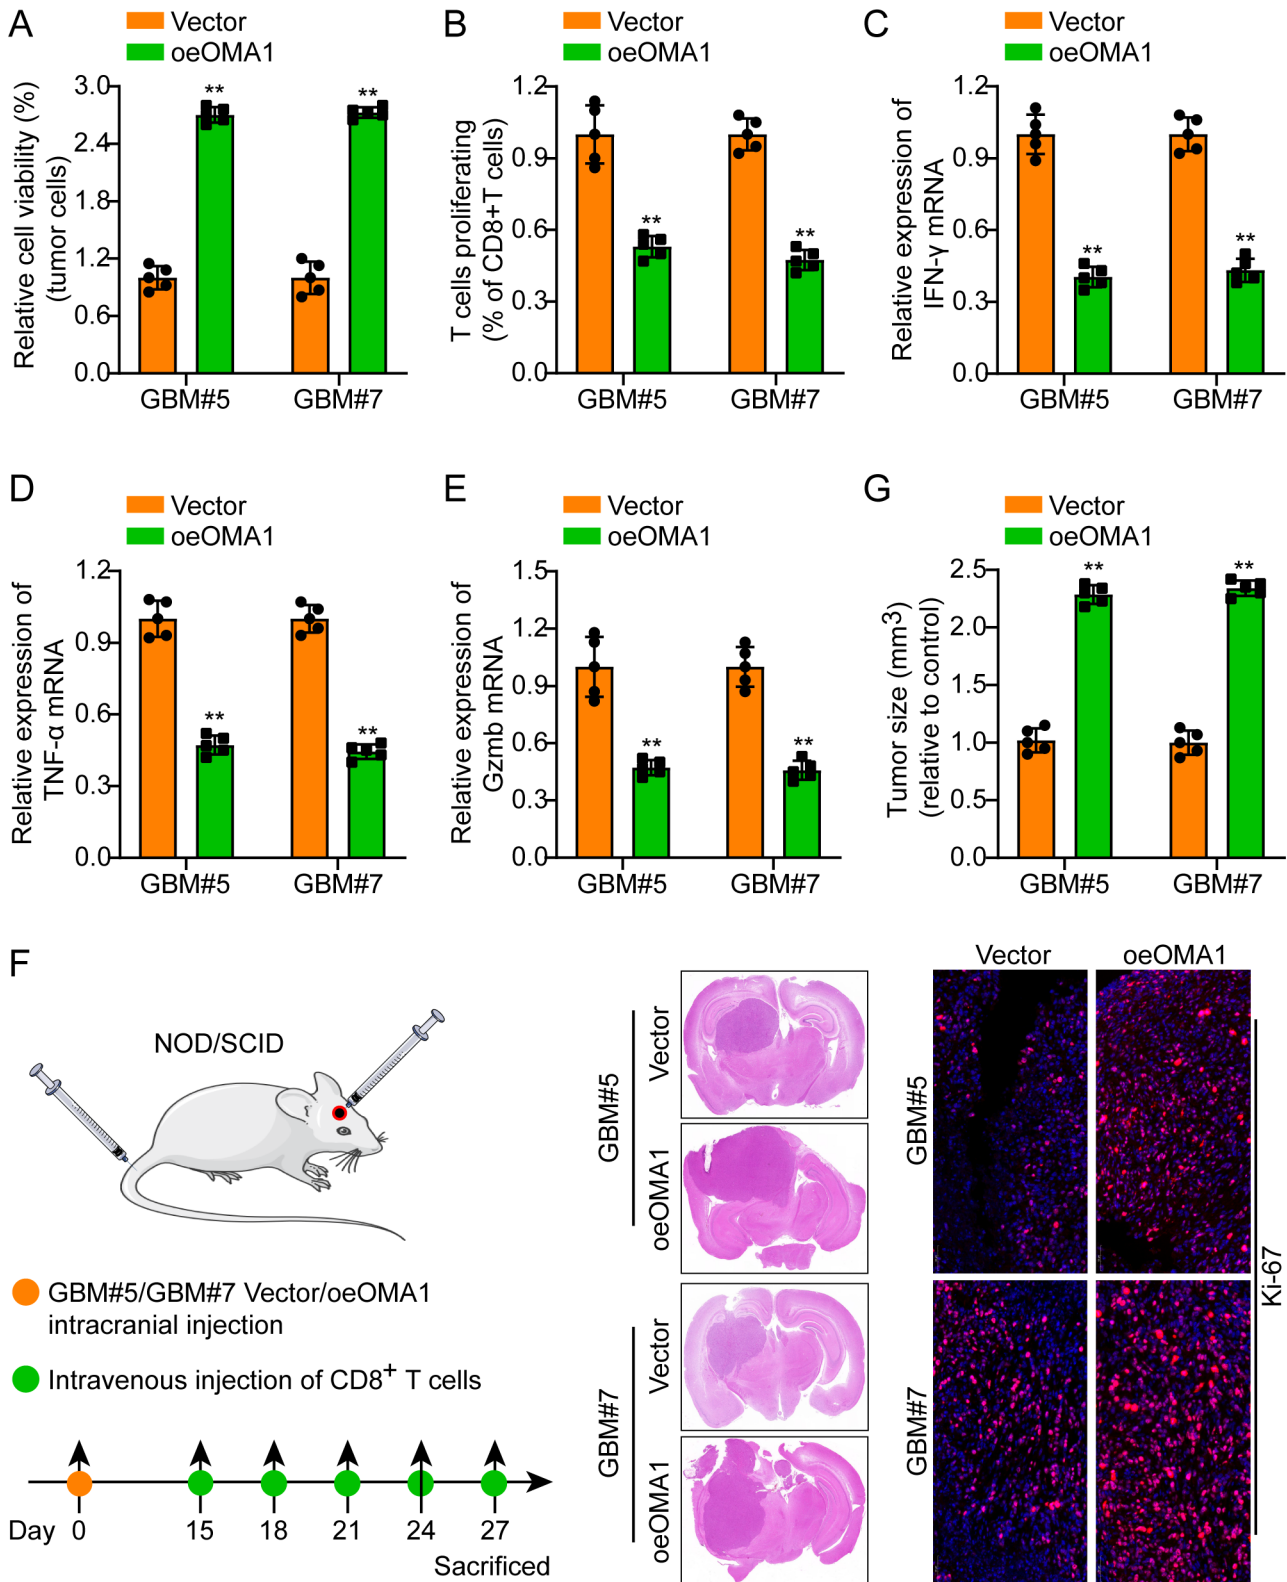 A
Vector
oeOMA1
Relative cell viability (%)
(tumor cells)
3.0
2.4
1.8
1.2
0.6
0.0
**
**
GBM#5
GBM#7
B
Vector
oeOMA1
T cells proliferating
(% of CD8+T cells)
1.2
0.9
0.6
0.3
0.0
**
**
GBM#5
GBM#7
C
Vector
oeOMA1
Relative expression of
IFN-γ mRNA
1.2
0.9
0.6
0.3
0.0
**
**
GBM#5
GBM#7
D
Vector
oeOMA1
Relative expression of
TNF-α mRNA
1.2
0.9
0.6
0.3
0.0
**
**
GBM#5
GBM#7
E
Vector
oeOMA1
Relative expression of
Gzmb mRNA
1.5
1.2
0.9
0.6
0.3
0.0
**
**
GBM#5
GBM#7
G
Vector
oeOMA1
Tumor size (mm3)
(relative to control)
2.5
2.0
1.5
1.0
0.5
0.0
**
**
GBM#5
GBM#7
F
NOD/SCID
GBM#5/GBM#7 Vector/oeOMA1
intracranial injection
Intravenous injection of CD8+ T cells
Day 0 15 18 21 24 27
Sacrificed
GBM#5
Vector
oeOMA1
GBM#7
Vector
oeOMA1
Vector oeOMA1
GBM#5
GBM#7
Ki-67